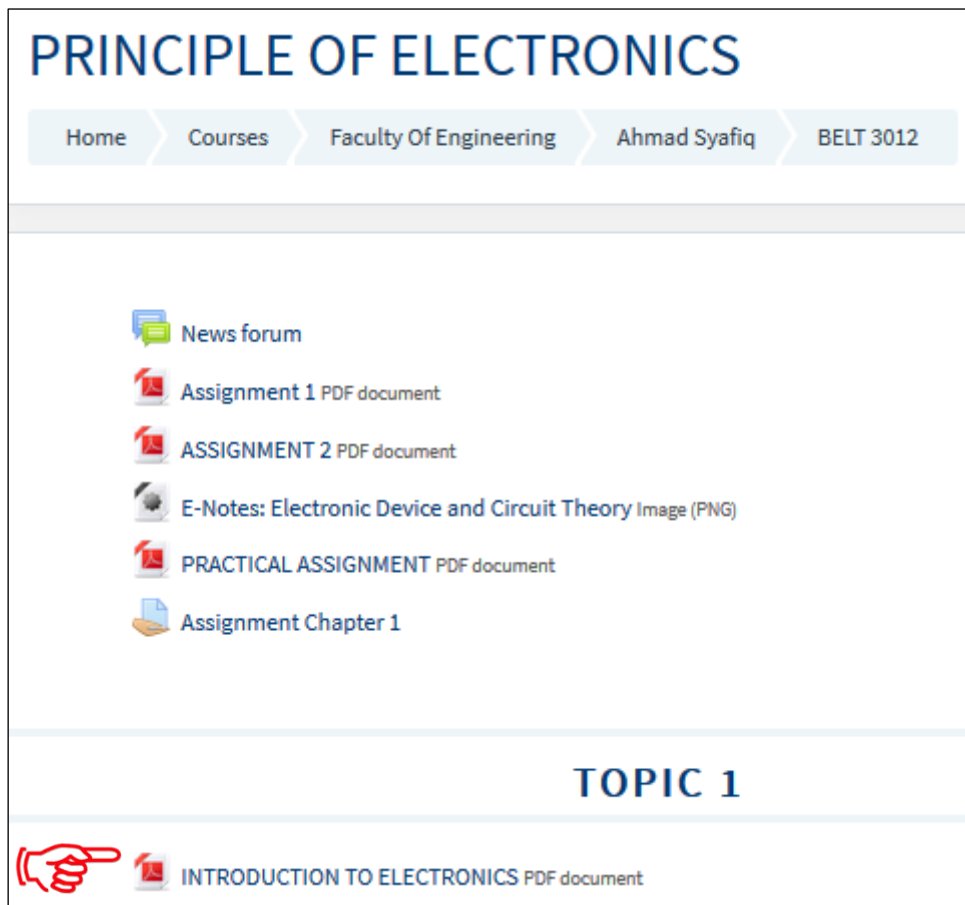 PRINCIPLE OF ELECTRONICS
Home Courses Faculty Of Engineering Ahmad Syafiq BELT 3012
News forum
Assignment 1 PDF document
ASSIGNMENT 2 PDF document
E-Notes: Electronic Device and Circuit Theory Image (PNG)
PRACTICAL ASSIGNMENT PDF document
Assignment Chapter 1
TOPIC 1
INTRODUCTION TO ELECTRONICS PDF document